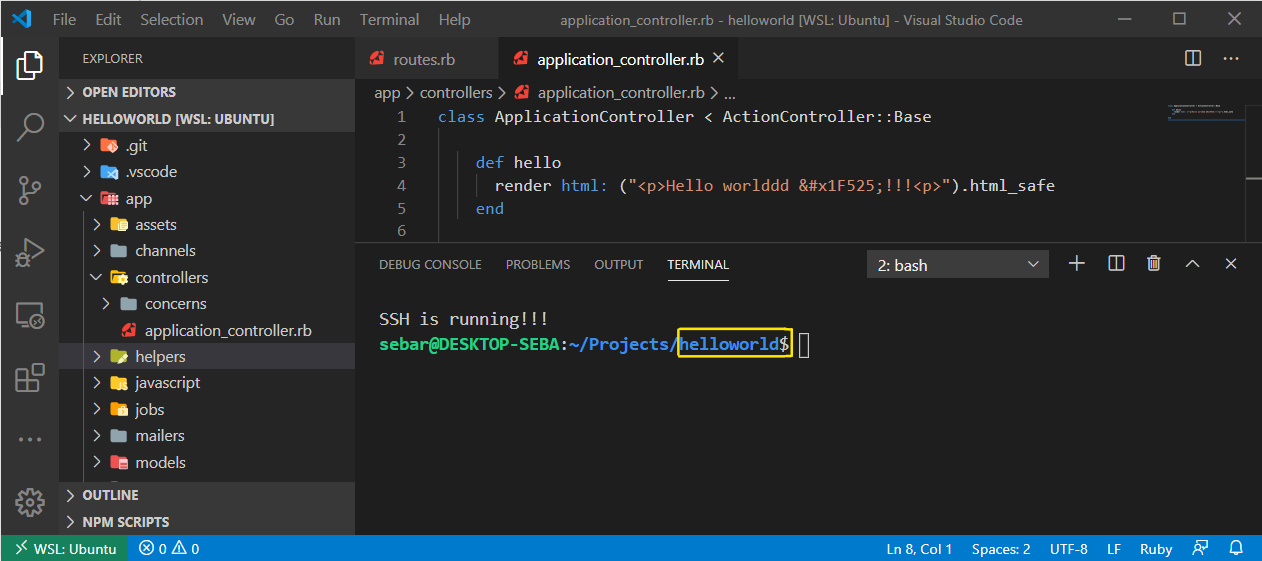 File Edit Selection View Go Run Terminal Help application_controller.rb - helloworld [WSL: Ubuntu] - Visual Studio Code
EXPLORER
OPEN EDITORS
HELLOWORLD [WSL: UBUNTU]
.git
.vscode
app
assets
channels
controllers
concerns
application_controller.rb
helpers
javascript
jobs
mailers
models
OUTLINE
NPM SCRIPTS
routes.rb application_controller.rb
app > controllers > application_controller.rb > ...
1 class ApplicationController < ActionController::Base
2
3 def hello
4 render html: ("<p>Hello worlddd &#x1F525;!!!<p>").html_safe
5 end
6
DEBUG CONSOLE PROBLEMS OUTPUT TERMINAL 2: bash
SSH is running!!!
sebar@DESKTOP-SEBA:~/Projects/helloworld$
WSL: Ubuntu 0 0 Ln 8, Col 1 Spaces: 2 UTF-8 LF Ruby